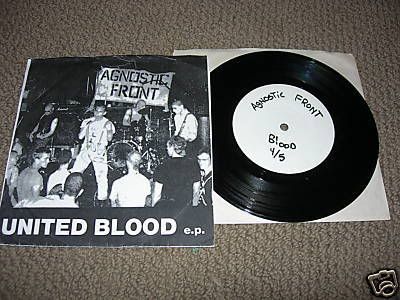 AGNOSTIC
FRONT
UNITED BLOOD e.p.
AGNOSTIC FRONT
Blood
4/5